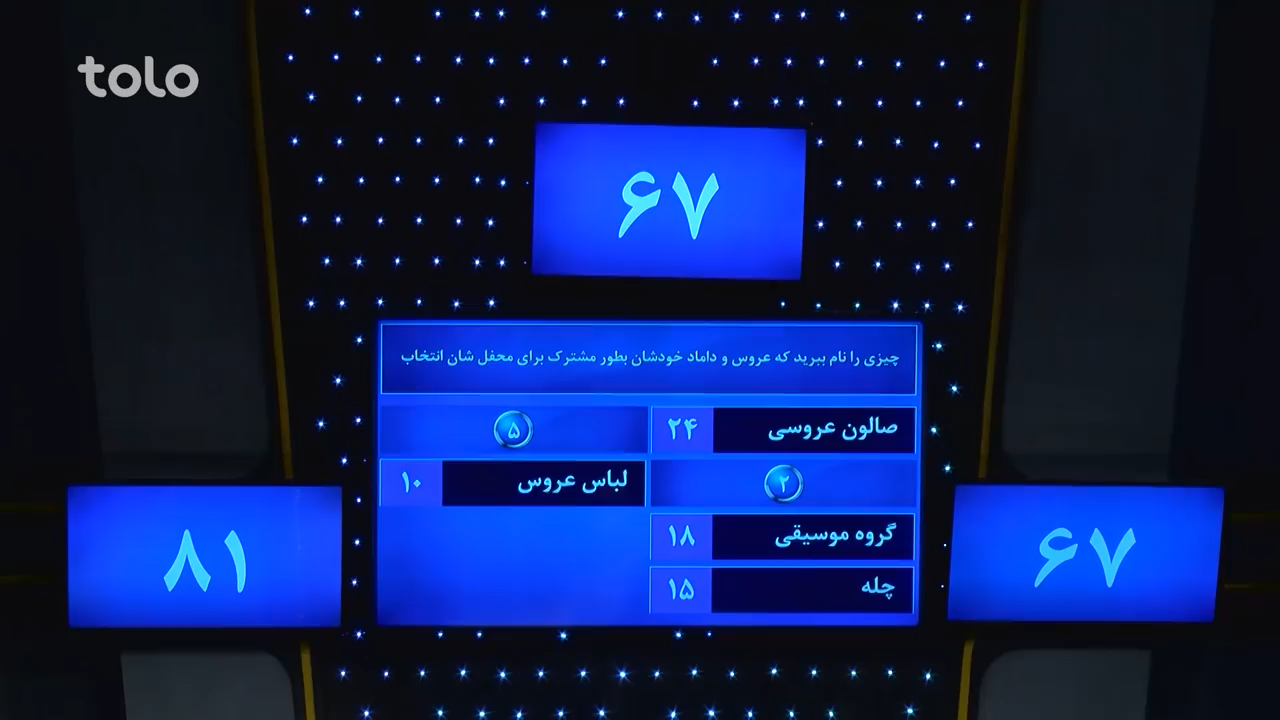 tolo
۶۷
چیزی را نام ببرید که عروس و داماد خودشان بطور مشترک برای محفل شان انتخاب
صالون عروسی ۲۴
۲
گروه موسیقی ۱۸
چله ۱۵
۵
لباس عروس ۱۰
۶۷
۸۱